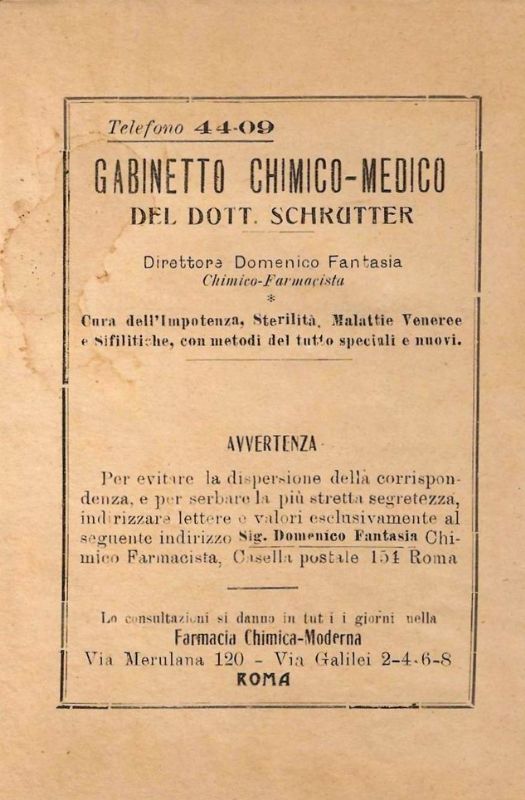 Telefono 44-09
GABINETTO CHIMICO-MEDICO
DEL DOTT. SCHRUTTER
Direttore Domenico Fantasia
Chimico-Farmacista
*
Cura dell'Impotenza, Sterilità, Malattie Veneree
e Sifilitiche, con metodi del tutto speciali e nuovi.
AVVERTENZA
Per evitare la dispersione della corrispon-
denza, e per serbare la più stretta segretezza,
indirizzare lettere e valori esclusivamente al
seguente indirizzo Sig. Domenico Fantasia Chi-
mico Farmacista, Casella postale 154 Roma
Le consultazioni si danno in tutti i giorni nella
Farmacia Chimica-Moderna
Via Merulana 120 - Via Galilei 2-4-6-8
ROMA